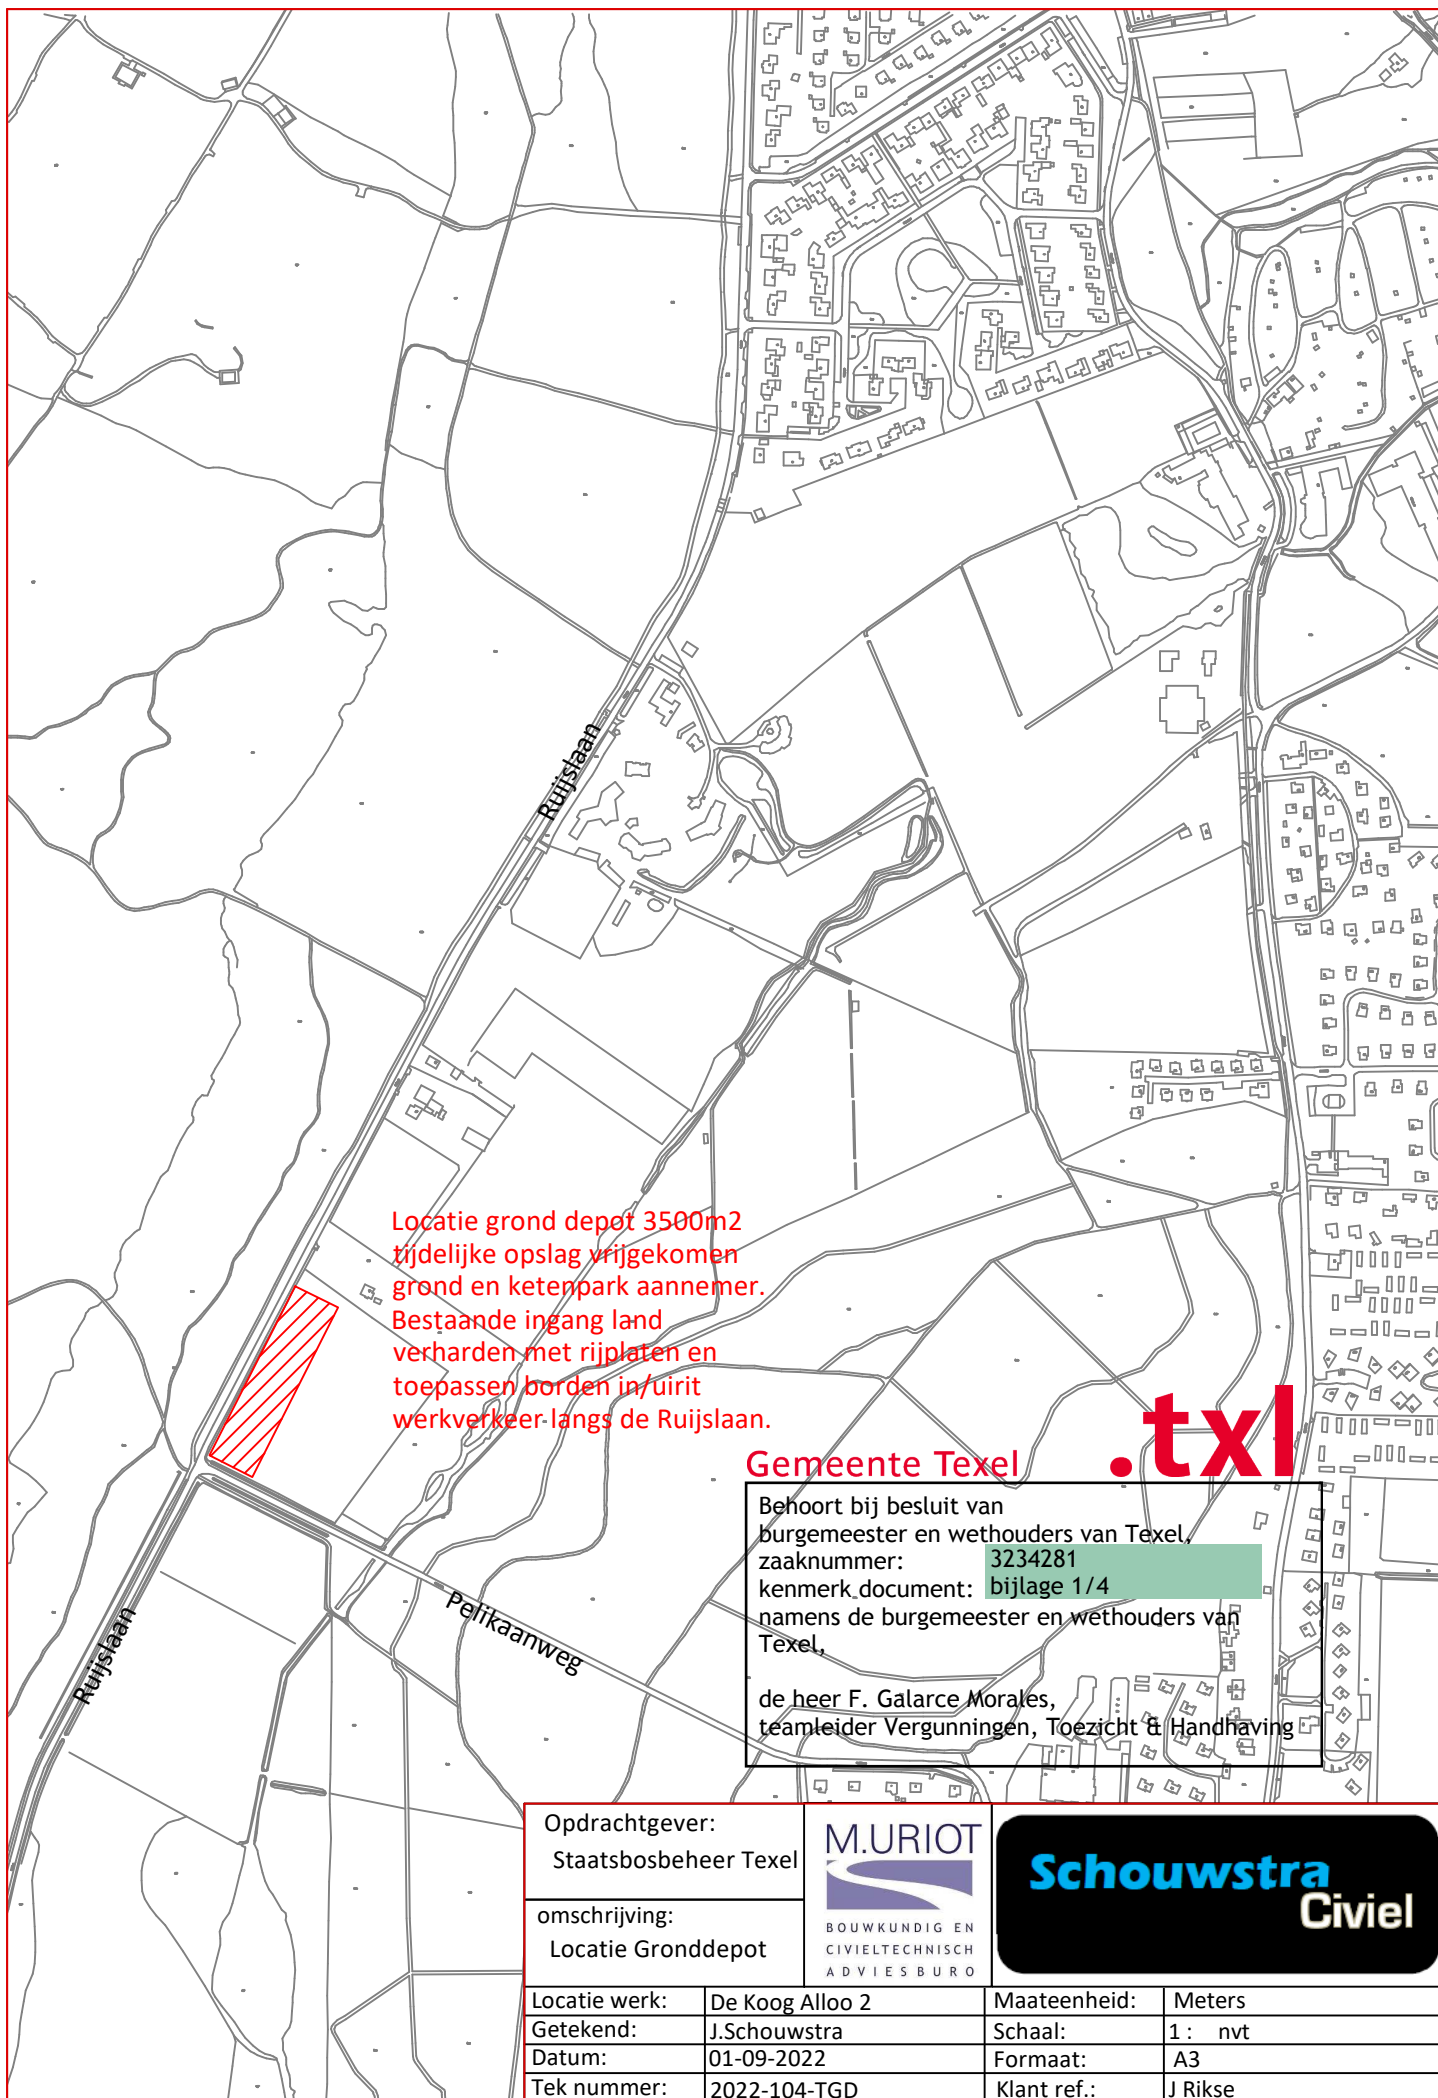 Ruijslaan
Locatie grond depot 3500m2
tijdelijke opslag vrijgekomen
grond en ketenpark aannemer.
Bestaande ingang land
verharden met rijplaten en
toepassen borden in/uirit
werkverkeer langs de Ruijslaan.
.txl
Gemeente Texel
Behoort bij besluit van
burgemeester en wethouders van Texel,
zaaknummer: 3234281
kenmerk document: bijlage 1/4
namens de burgemeester en wethouders van
Texel,
de heer F. Galarce Morales,
teamleider Vergunningen, Toezicht & Handhaving
Pelikaanweg
Ruijslaan
Opdrachtgever:
Staatsbosbeheer Texel
omschrijving:
Locatie Gronddepot
M.URIOT
BOUWKUNDIG EN
CIVIELTECHNISCH
ADVIESBURO
Schouwstra
Civiel
Locatie werk: De Koog Alloo 2 Maateenheid: Meters
Getekend: J.Schouwstra Schaal: 1 : nvt
Datum: 01-09-2022 Formaat: A3
Tek nummer: 2022-104-TGD Klant ref.: J Rikse